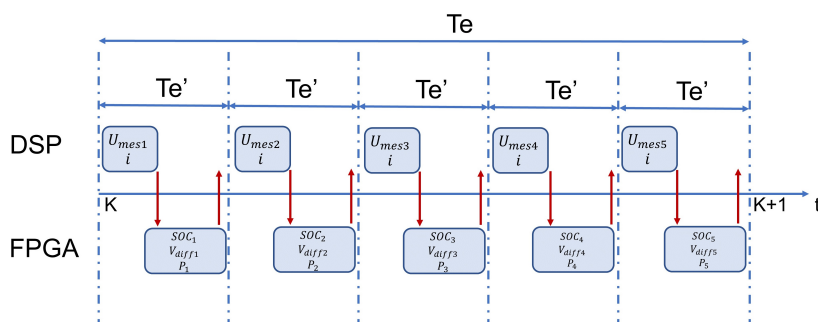 Te
Te’ Te’ Te’ Te’ Te’
DSP
U_mes1 U_mes2 U_mes3 U_mes4 U_mes5
i i i i i
K K+1 t
FPGA
SOC_1 SOC_2 SOC_3 SOC_4 SOC_5
V_diff1 V_diff2 V_diff3 V_diff4 V_diff5
P_1 P_2 P_3 P_4 P_5